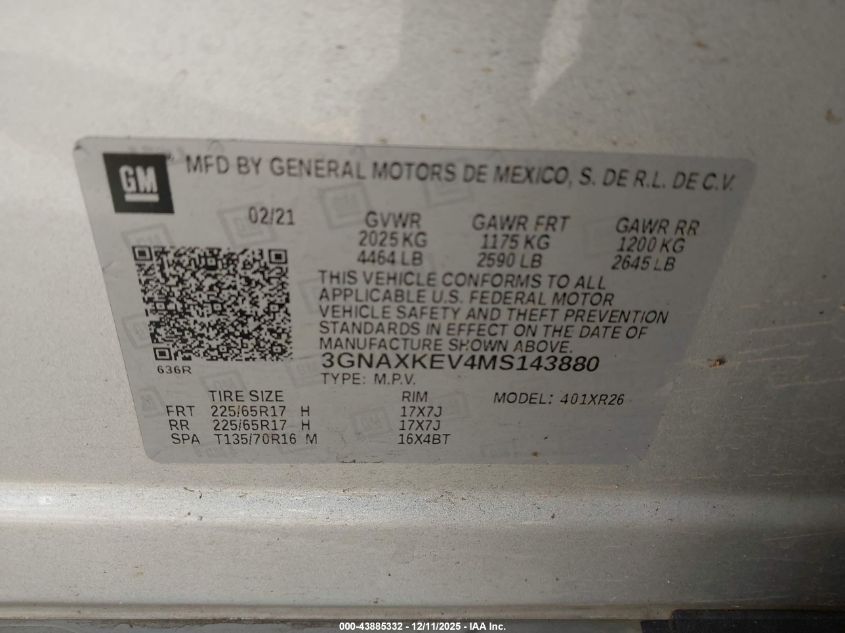 GM
MFD BY GENERAL MOTORS DE MEXICO, S. DE R.L. DE C.V.
02/21 GVWR GAWR FRT GAWR RR
2025 KG 1175 KG 1200 KG
4464 LB 2590 LB 2645 LB
THIS VEHICLE CONFORMS TO ALL
APPLICABLE U.S. FEDERAL MOTOR
VEHICLE SAFETY AND THEFT PREVENTION
STANDARDS IN EFFECT ON THE DATE OF
MANUFACTURE SHOWN ABOVE.
636R
3GNAXKEV4MS143880
TYPE: M.P.V.
TIRE SIZE RIM MODEL: 401XR26
FRT 225/65R17 H 17X7J
RR 225/65R17 H 17X7J
SPA T135/70R16 M 16X4BT
000-43885332 - 12/11/2025 - IAA Inc.